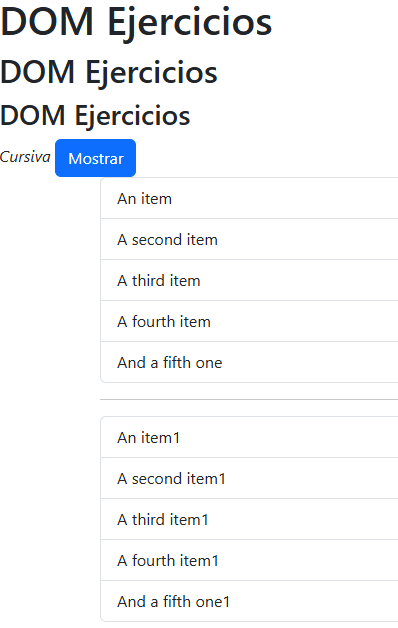 DOM Ejercicios
DOM Ejercicios
DOM Ejercicios
Cursiva Mostrar
An item
A second item
A third item
A fourth item
And a fifth one
An item1
A second item1
A third item1
A fourth item1
And a fifth one1